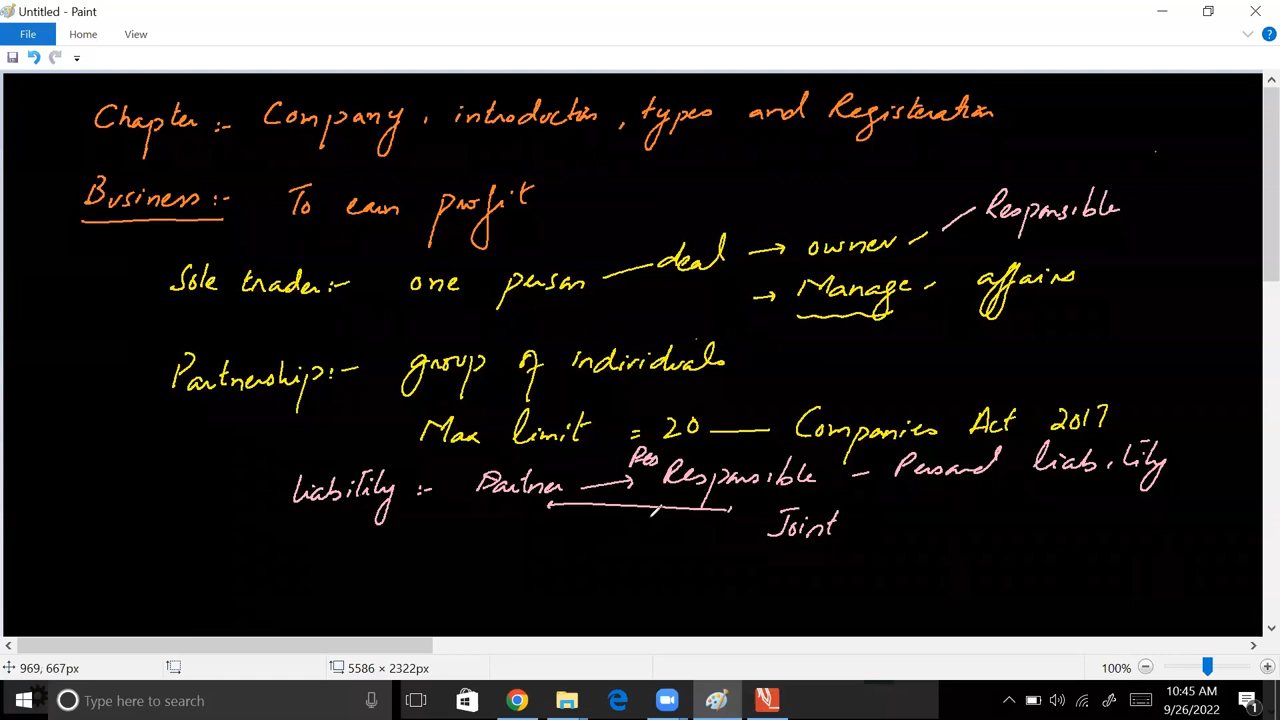 Untitled - Paint
File Home View
Chapter :- Company, introduction, types and Registeration
Business :- To earn profit
Responsible
Sole trader :- one person deal → owner
→ Manage - affairs
Partnership :- group of individuals
Max limit = 20 — Companies Act 2017
Liability :- Partner → Responsible - Personal liability
Joint
969, 667px 5586 × 2322px 100%
Type here to search
10:45 AM
9/26/2022
1